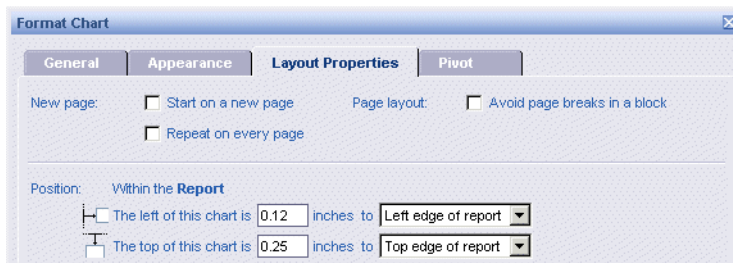 Format Chart
General Appearance Layout Properties Pivot
New page: Start on a new page Page layout: Avoid page breaks in a block
Repeat on every page
Position: Within the Report
The left of this chart is 0.12 inches to Left edge of report
The top of this chart is 0.25 inches to Top edge of report